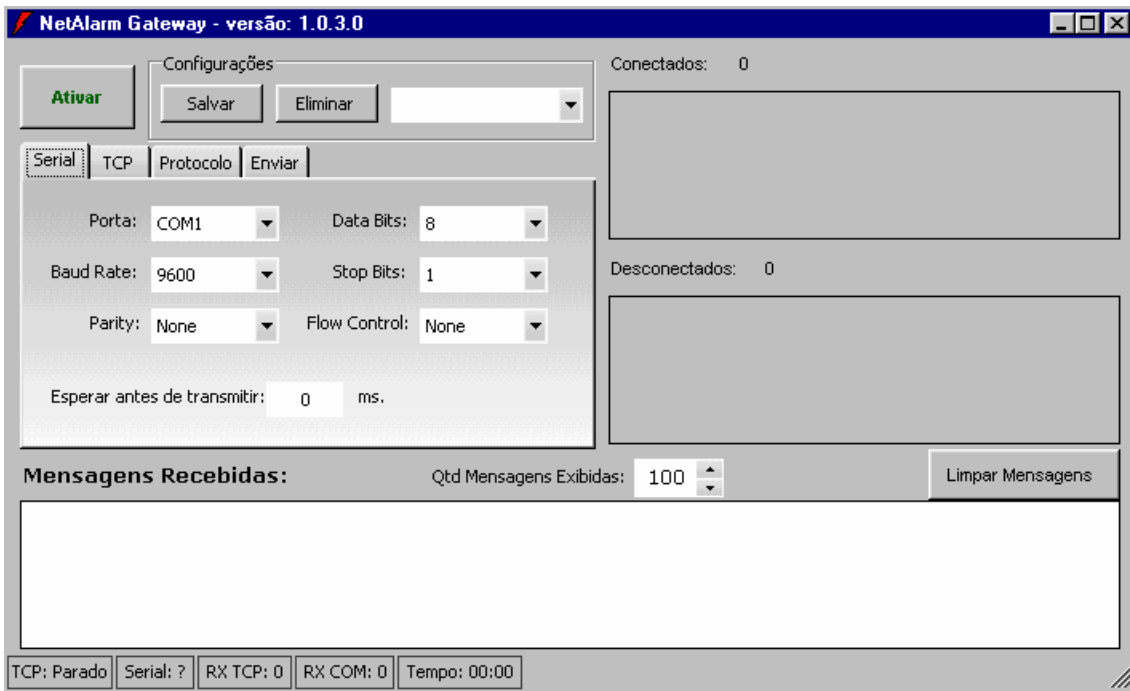 NetAlarm Gateway - versão: 1.0.3.0
Ativar
Configurações
Salvar
Eliminar
Conectados: 0
Serial
TCP
Protocolo
Enviar
Porta: COM1
Data Bits: 8
Baud Rate: 9600
Stop Bits: 1
Parity: None
Flow Control: None
Esperar antes de transmitir: 0 ms.
Desconectados: 0
Mensagens Recebidas:
Qtd Mensagens Exibidas: 100
Limpar Mensagens
TCP: Parado
Serial: ?
RX TCP: 0
RX COM: 0
Tempo: 00:00